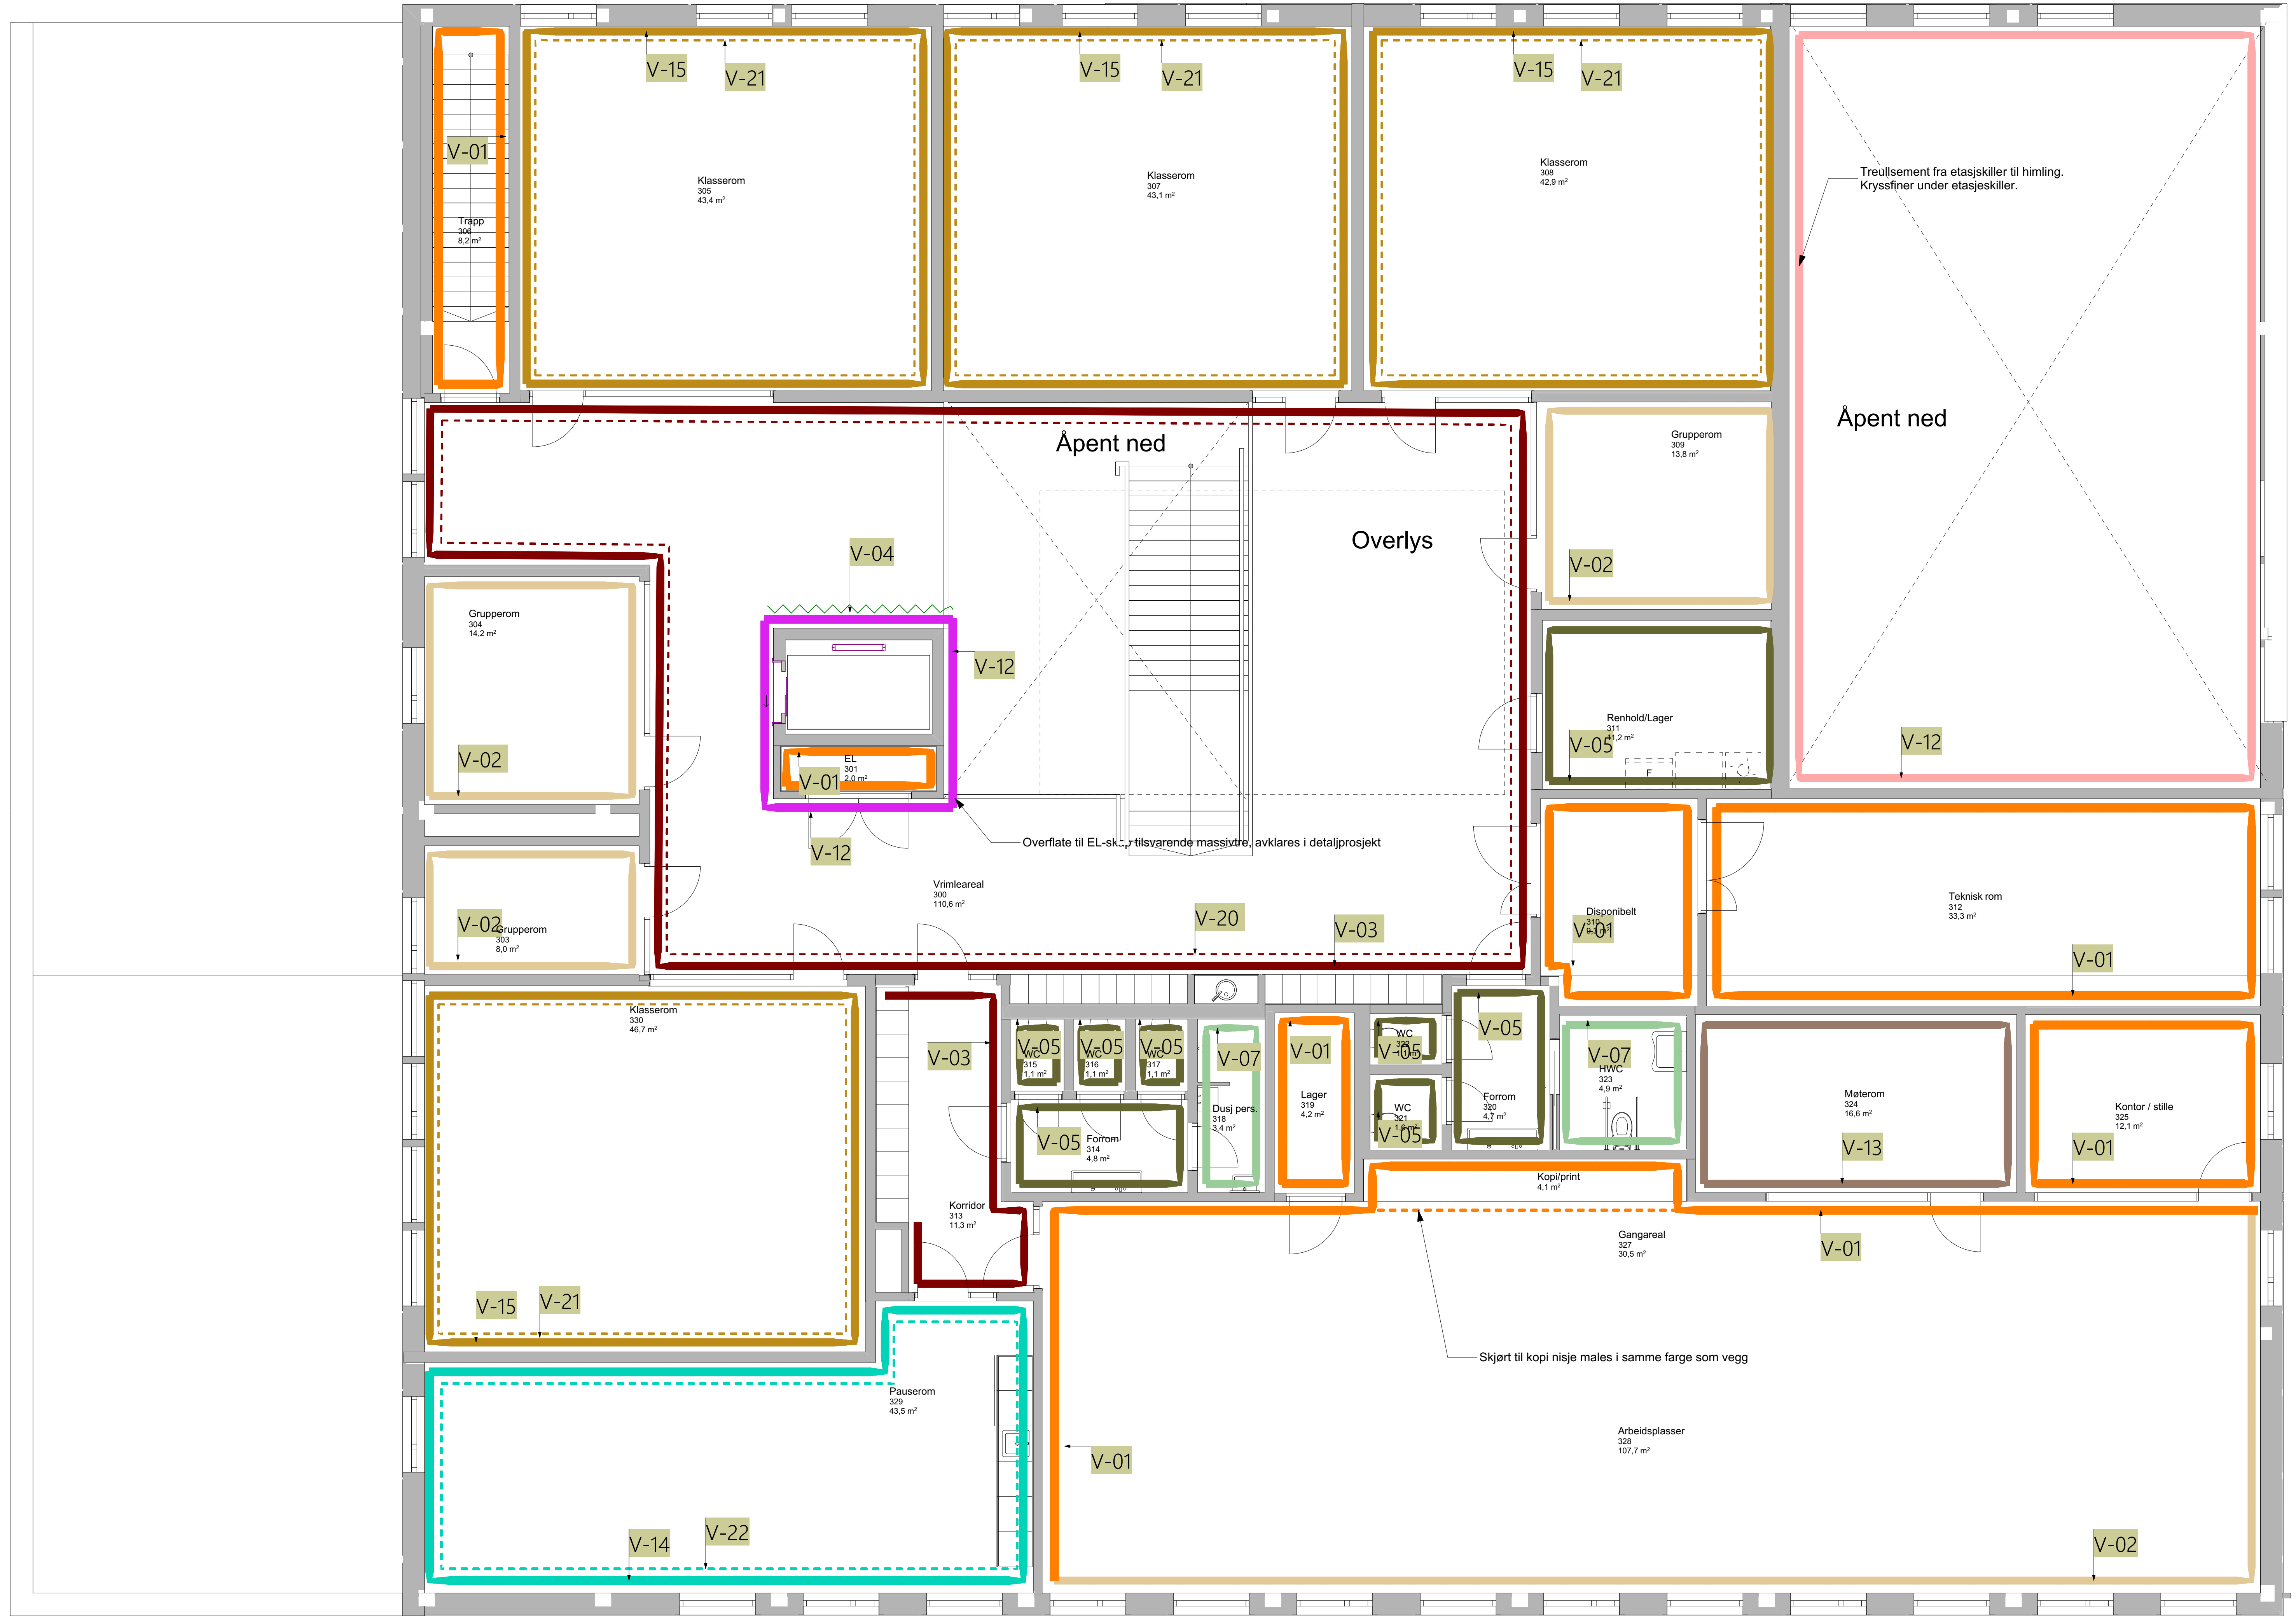 V-15
V-21
V-15
V-21
V-15
V-21
V-01
Trapp
306
8,2 m²
Klasserom
305
43,4 m²
Klasserom
307
43,1 m²
Klasserom
308
42,9 m²
Treullsement fra etasjskiller til himling.
Kryssfiner under etasjeskiller.
Åpent ned
Åpent ned
Overlys
Grupperom
309
13,8 m²
V-02
V-04
Grupperom
304
14,2 m²
V-02
V-12
EL
301
2,0 m²
V-01
V-12
Overflate til EL-skap tilsvarende massivtre, avklares i detaljprosjekt
Renhold/Lager
311
11,2 m²
V-05
F
V-12
Vrimleareal
300
110,6 m²
V-20
V-03
V-02
Grupperom
303
8,0 m²
Disponibelt
310
V-01
Teknisk rom
312
33,3 m²
V-01
Klasserom
330
46,7 m²
V-15
V-21
V-03
Korridor
313
11,3 m²
V-05
WC
315
1,1 m²
V-05
WC
316
1,1 m²
V-05
WC
317
1,1 m²
V-05
Forrom
314
4,8 m²
V-07
Dusj pers.
318
3,4 m²
V-01
Lager
319
4,2 m²
WC
322
V-05
WC
321
V-05
V-05
Forrom
320
4,7 m²
V-07
HWC
323
4,9 m²
Møterom
324
16,6 m²
V-13
Kontor / stille
325
12,1 m²
V-01
Kopi/print
4,1 m²
Gangareal
327
30,5 m²
V-01
Skjørt til kopi nisje males i samme farge som vegg
Pauserom
329
43,5 m²
V-14
V-22
Arbeidsplasser
328
107,7 m²
V-01
V-02